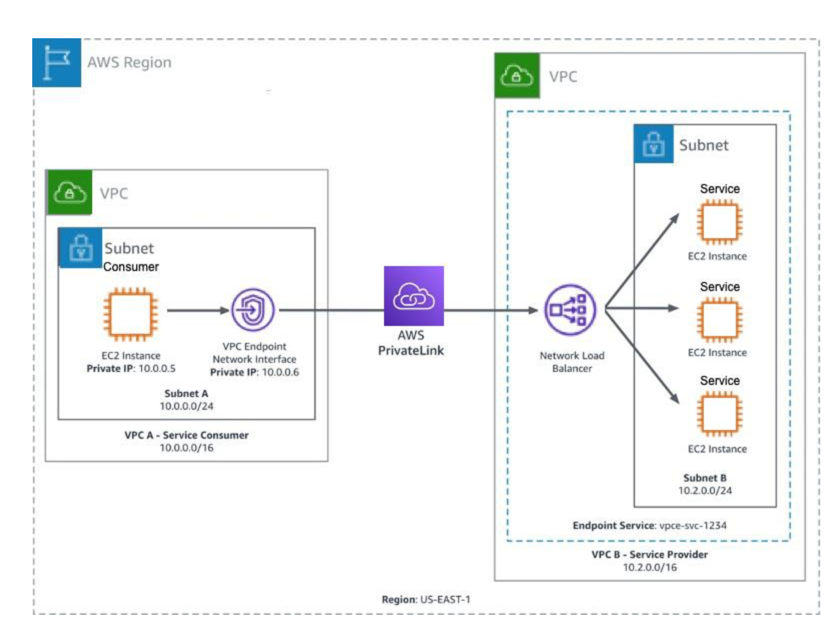 AWS Region
VPC
Subnet
Consumer
EC2 Instance
Private IP: 10.0.0.5
VPC Endpoint
Network Interface
Private IP: 10.0.0.6
Subnet A
10.0.0.0/24
VPC A - Service Consumer
10.0.0.0/16
AWS
PrivateLink
VPC
Subnet
Network Load
Balancer
Service
EC2 Instance
Service
EC2 Instance
Service
EC2 Instance
Subnet B
10.2.0.0/24
Endpoint Service: vpce-svc-1234
VPC B - Service Provider
10.2.0.0/16
Region: US-EAST-1